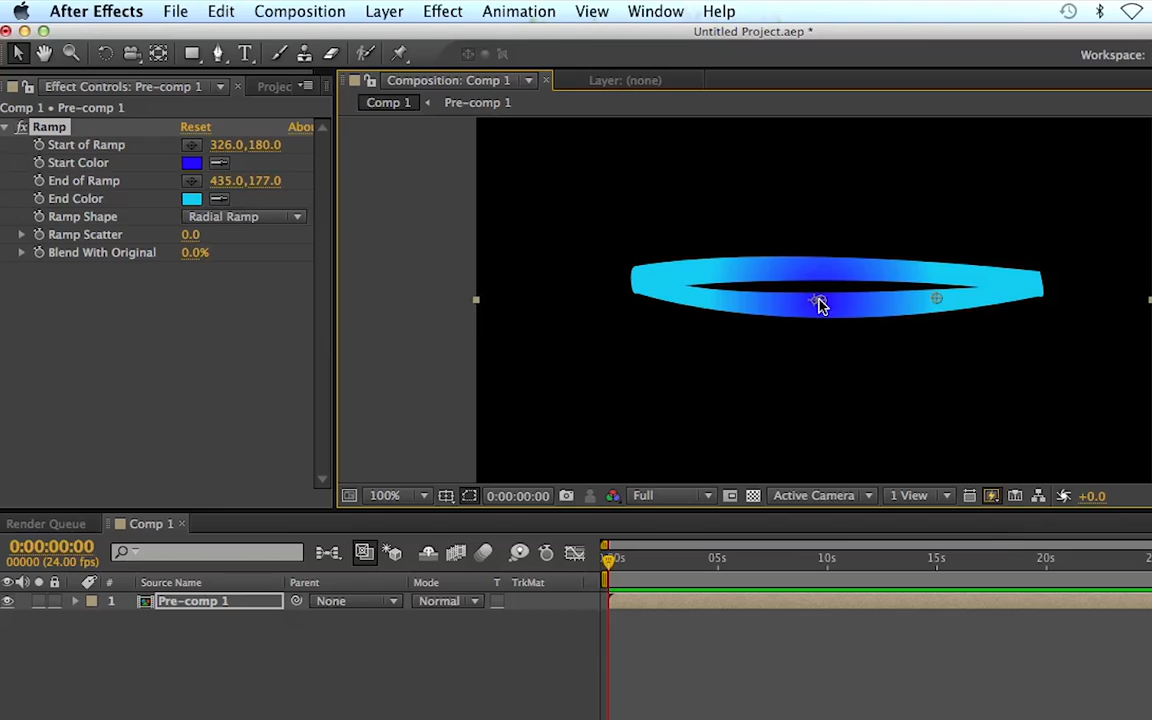 After Effects File Edit Composition Layer Effect Animation View Window Help
Untitled Project.aep *
T Workspace:
Effect Controls: Pre-comp 1 Projec
Composition: Comp 1 Layer: (none)
Comp 1 • Pre-comp 1
Comp 1 Pre-comp 1
fx Ramp Reset Abou
Start of Ramp 326.0,180.0
Start Color
End of Ramp 435.0,177.0
End Color
Ramp Shape Radial Ramp
Ramp Scatter 0.0
Blend With Original 0.0%
100% 0:00:00:00 Full Active Camera 1 View +0.0
Render Queue Comp 1
0:00:00:00
00000 (24.00 fps)
05s 10s 15s 20s
# Source Name Parent Mode T TrkMat
1 Pre-comp 1 None Normal